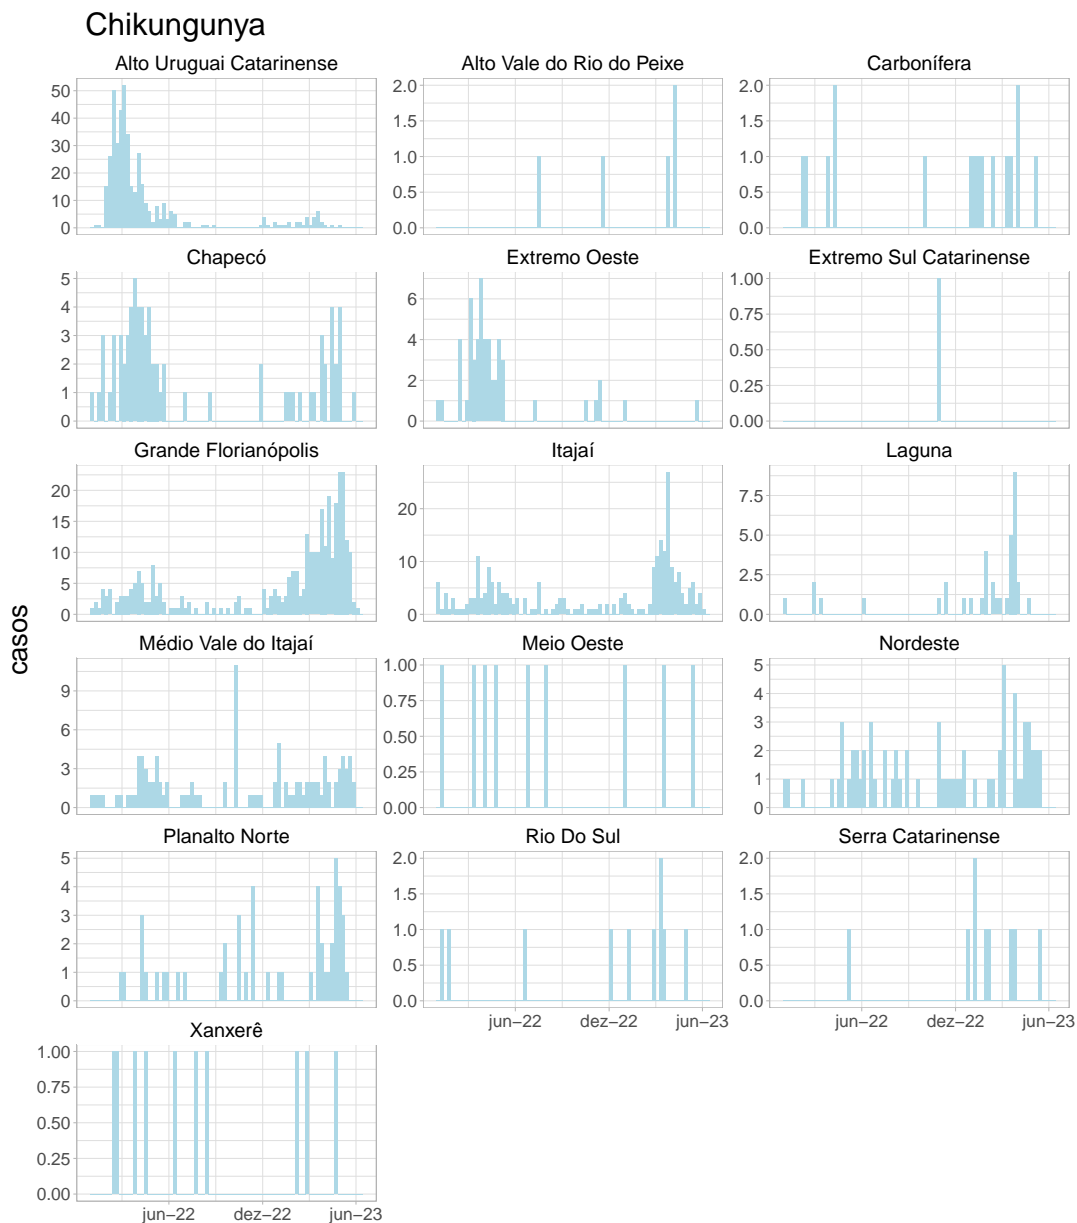 Chikungunya
Alto Uruguai Catarinense Alto Vale do Rio do Peixe Carbonífera
50 40 30 20 10 0
2.0 1.5 1.0 0.5 0.0
2.0 1.5 1.0 0.5 0.0
Chapecó Extremo Oeste Extremo Sul Catarinense
5 4 3 2 1 0
6 4 2 0
1.00 0.75 0.50 0.25 0.00
Grande Florianópolis Itajaí Laguna
20 15 10 5 0
20 10 0
7.5 5.0 2.5 0.0
casos
Médio Vale do Itajaí Meio Oeste Nordeste
9 6 3 0
1.00 0.75 0.50 0.25 0.00
5 4 3 2 1 0
Planalto Norte Rio Do Sul Serra Catarinense
5 4 3 2 1 0
2.0 1.5 1.0 0.5 0.0
2.0 1.5 1.0 0.5 0.0
jun−22 dez−22 jun−23 jun−22 dez−22 jun−23
Xanxerê
1.00 0.75 0.50 0.25 0.00
jun−22 dez−22 jun−23